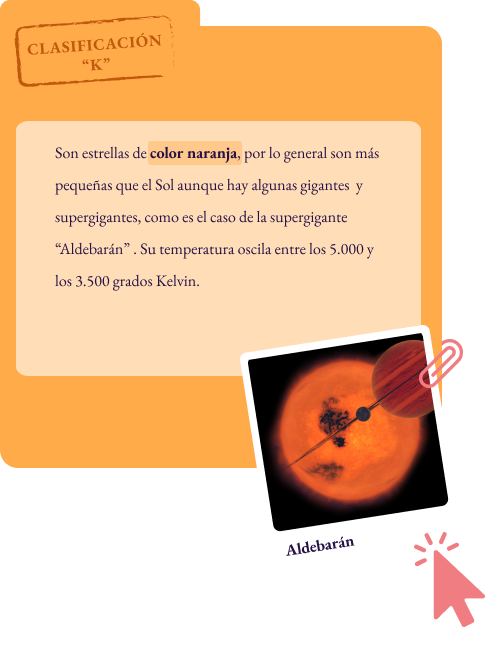 CLASIFICACIÓN
“K”
Son estrellas de color naranja, por lo general son más
pequeñas que el Sol aunque hay algunas gigantes y
supergigantes, como es el caso de la supergigante
“Aldebarán” . Su temperatura oscila entre los 5.000 y
los 3.500 grados Kelvin.
Aldebarán